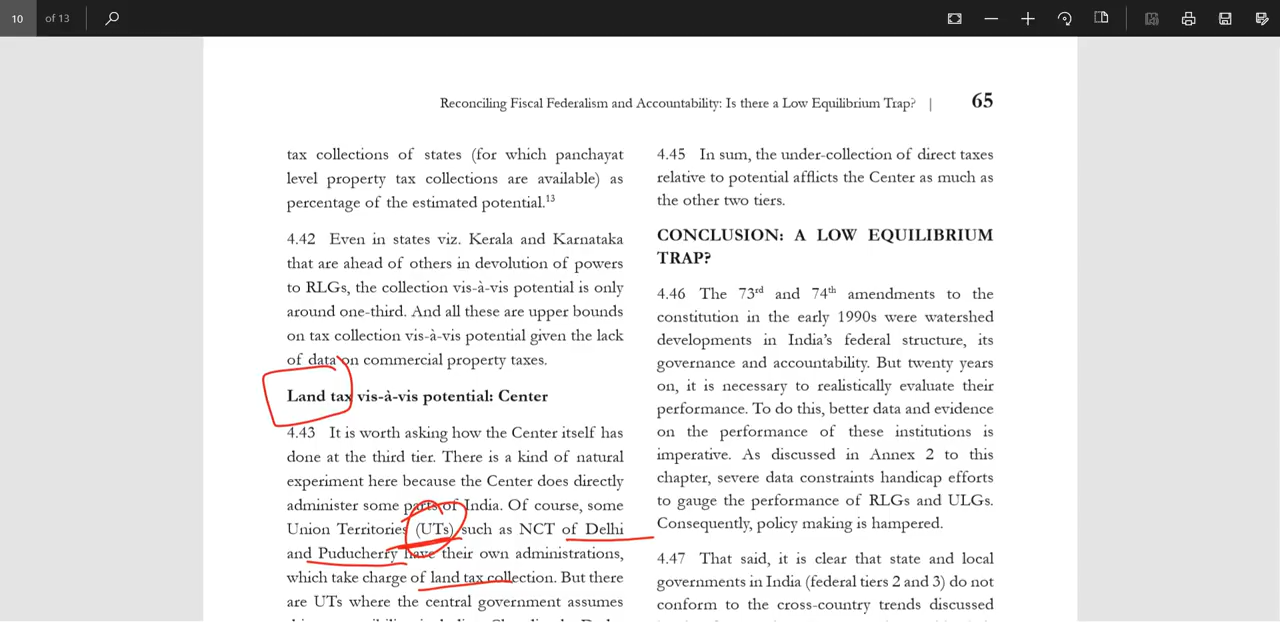 10 of 13
Reconciling Fiscal Federalism and Accountability: Is there a Low Equilibrium Trap? | 65
tax collections of states (for which panchayat
level property tax collections are available) as
percentage of the estimated potential.13
4.42 Even in states viz. Kerala and Karnataka
that are ahead of others in devolution of powers
to RLGs, the collection vis-à-vis potential is only
around one-third. And all these are upper bounds
on tax collection vis-à-vis potential given the lack
of data on commercial property taxes.
Land tax vis-à-vis potential: Center
4.43 It is worth asking how the Center itself has
done at the third tier. There is a kind of natural
experiment here because the Center does directly
administer some parts of India. Of course, some
Union Territories (UTs) such as NCT of Delhi
and Puducherry have their own administrations,
which take charge of land tax collection. But there
are UTs where the central government assumes
4.45 In sum, the under-collection of direct taxes
relative to potential afflicts the Center as much as
the other two tiers.
CONCLUSION: A LOW EQUILIBRIUM
TRAP?
4.46 The 73rd and 74th amendments to the
constitution in the early 1990s were watershed
developments in India's federal structure, its
governance and accountability. But twenty years
on, it is necessary to realistically evaluate their
performance. To do this, better data and evidence
on the performance of these institutions is
imperative. As discussed in Annex 2 to this
chapter, severe data constraints handicap efforts
to gauge the performance of RLGs and ULGs.
Consequently, policy making is hampered.
4.47 That said, it is clear that state and local
governments in India (federal tiers 2 and 3) do not
conform to the cross-country trends discussed